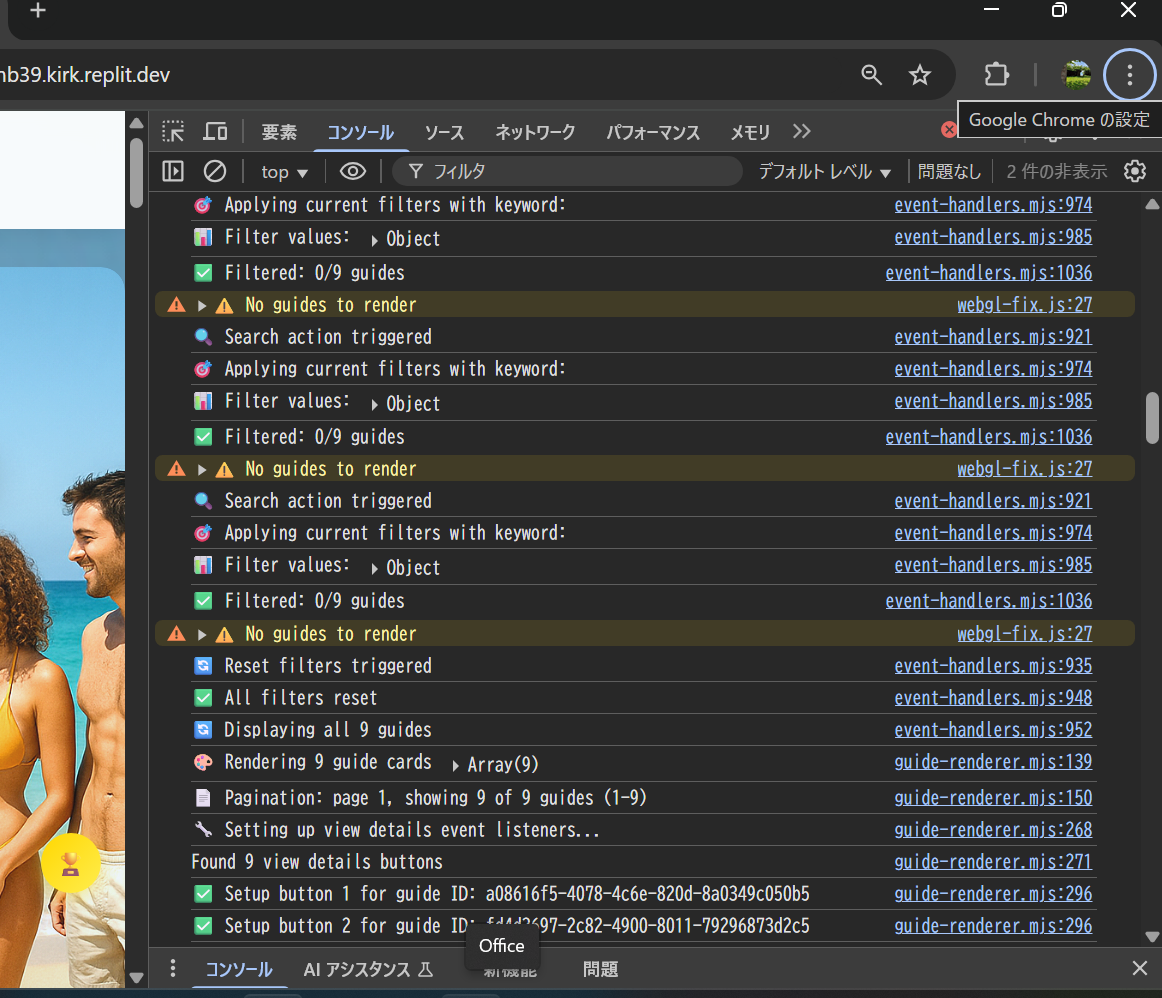 nb39.kirk.replit.dev
Google Chrome の設定
要素 コンソール ソース ネットワーク パフォーマンス メモリ
top ▼ フィルタ デフォルト レベル ▼ 問題なし 2 件の非表示
Applying current filters with keyword: event-handlers.mjs:974
Filter values: ▶ Object event-handlers.mjs:985
Filtered: 0/9 guides event-handlers.mjs:1036
No guides to render webgl-fix.js:27
Search action triggered event-handlers.mjs:921
Applying current filters with keyword: event-handlers.mjs:974
Filter values: ▶ Object event-handlers.mjs:985
Filtered: 0/9 guides event-handlers.mjs:1036
No guides to render webgl-fix.js:27
Search action triggered event-handlers.mjs:921
Applying current filters with keyword: event-handlers.mjs:974
Filter values: ▶ Object event-handlers.mjs:985
Filtered: 0/9 guides event-handlers.mjs:1036
No guides to render webgl-fix.js:27
Reset filters triggered event-handlers.mjs:935
All filters reset event-handlers.mjs:948
Displaying all 9 guides event-handlers.mjs:952
Rendering 9 guide cards ▶ Array(9) guide-renderer.mjs:139
Pagination: page 1, showing 9 of 9 guides (1-9) guide-renderer.mjs:150
Setting up view details event listeners... guide-renderer.mjs:268
Found 9 view details buttons guide-renderer.mjs:271
Setup button 1 for guide ID: a08616f5-4078-4c6e-820d-8a0349c050b5 guide-renderer.mjs:296
Setup button 2 for guide ID: guide-renderer.mjs:296
Office
コンソール AI アシスタンス 新機能 問題